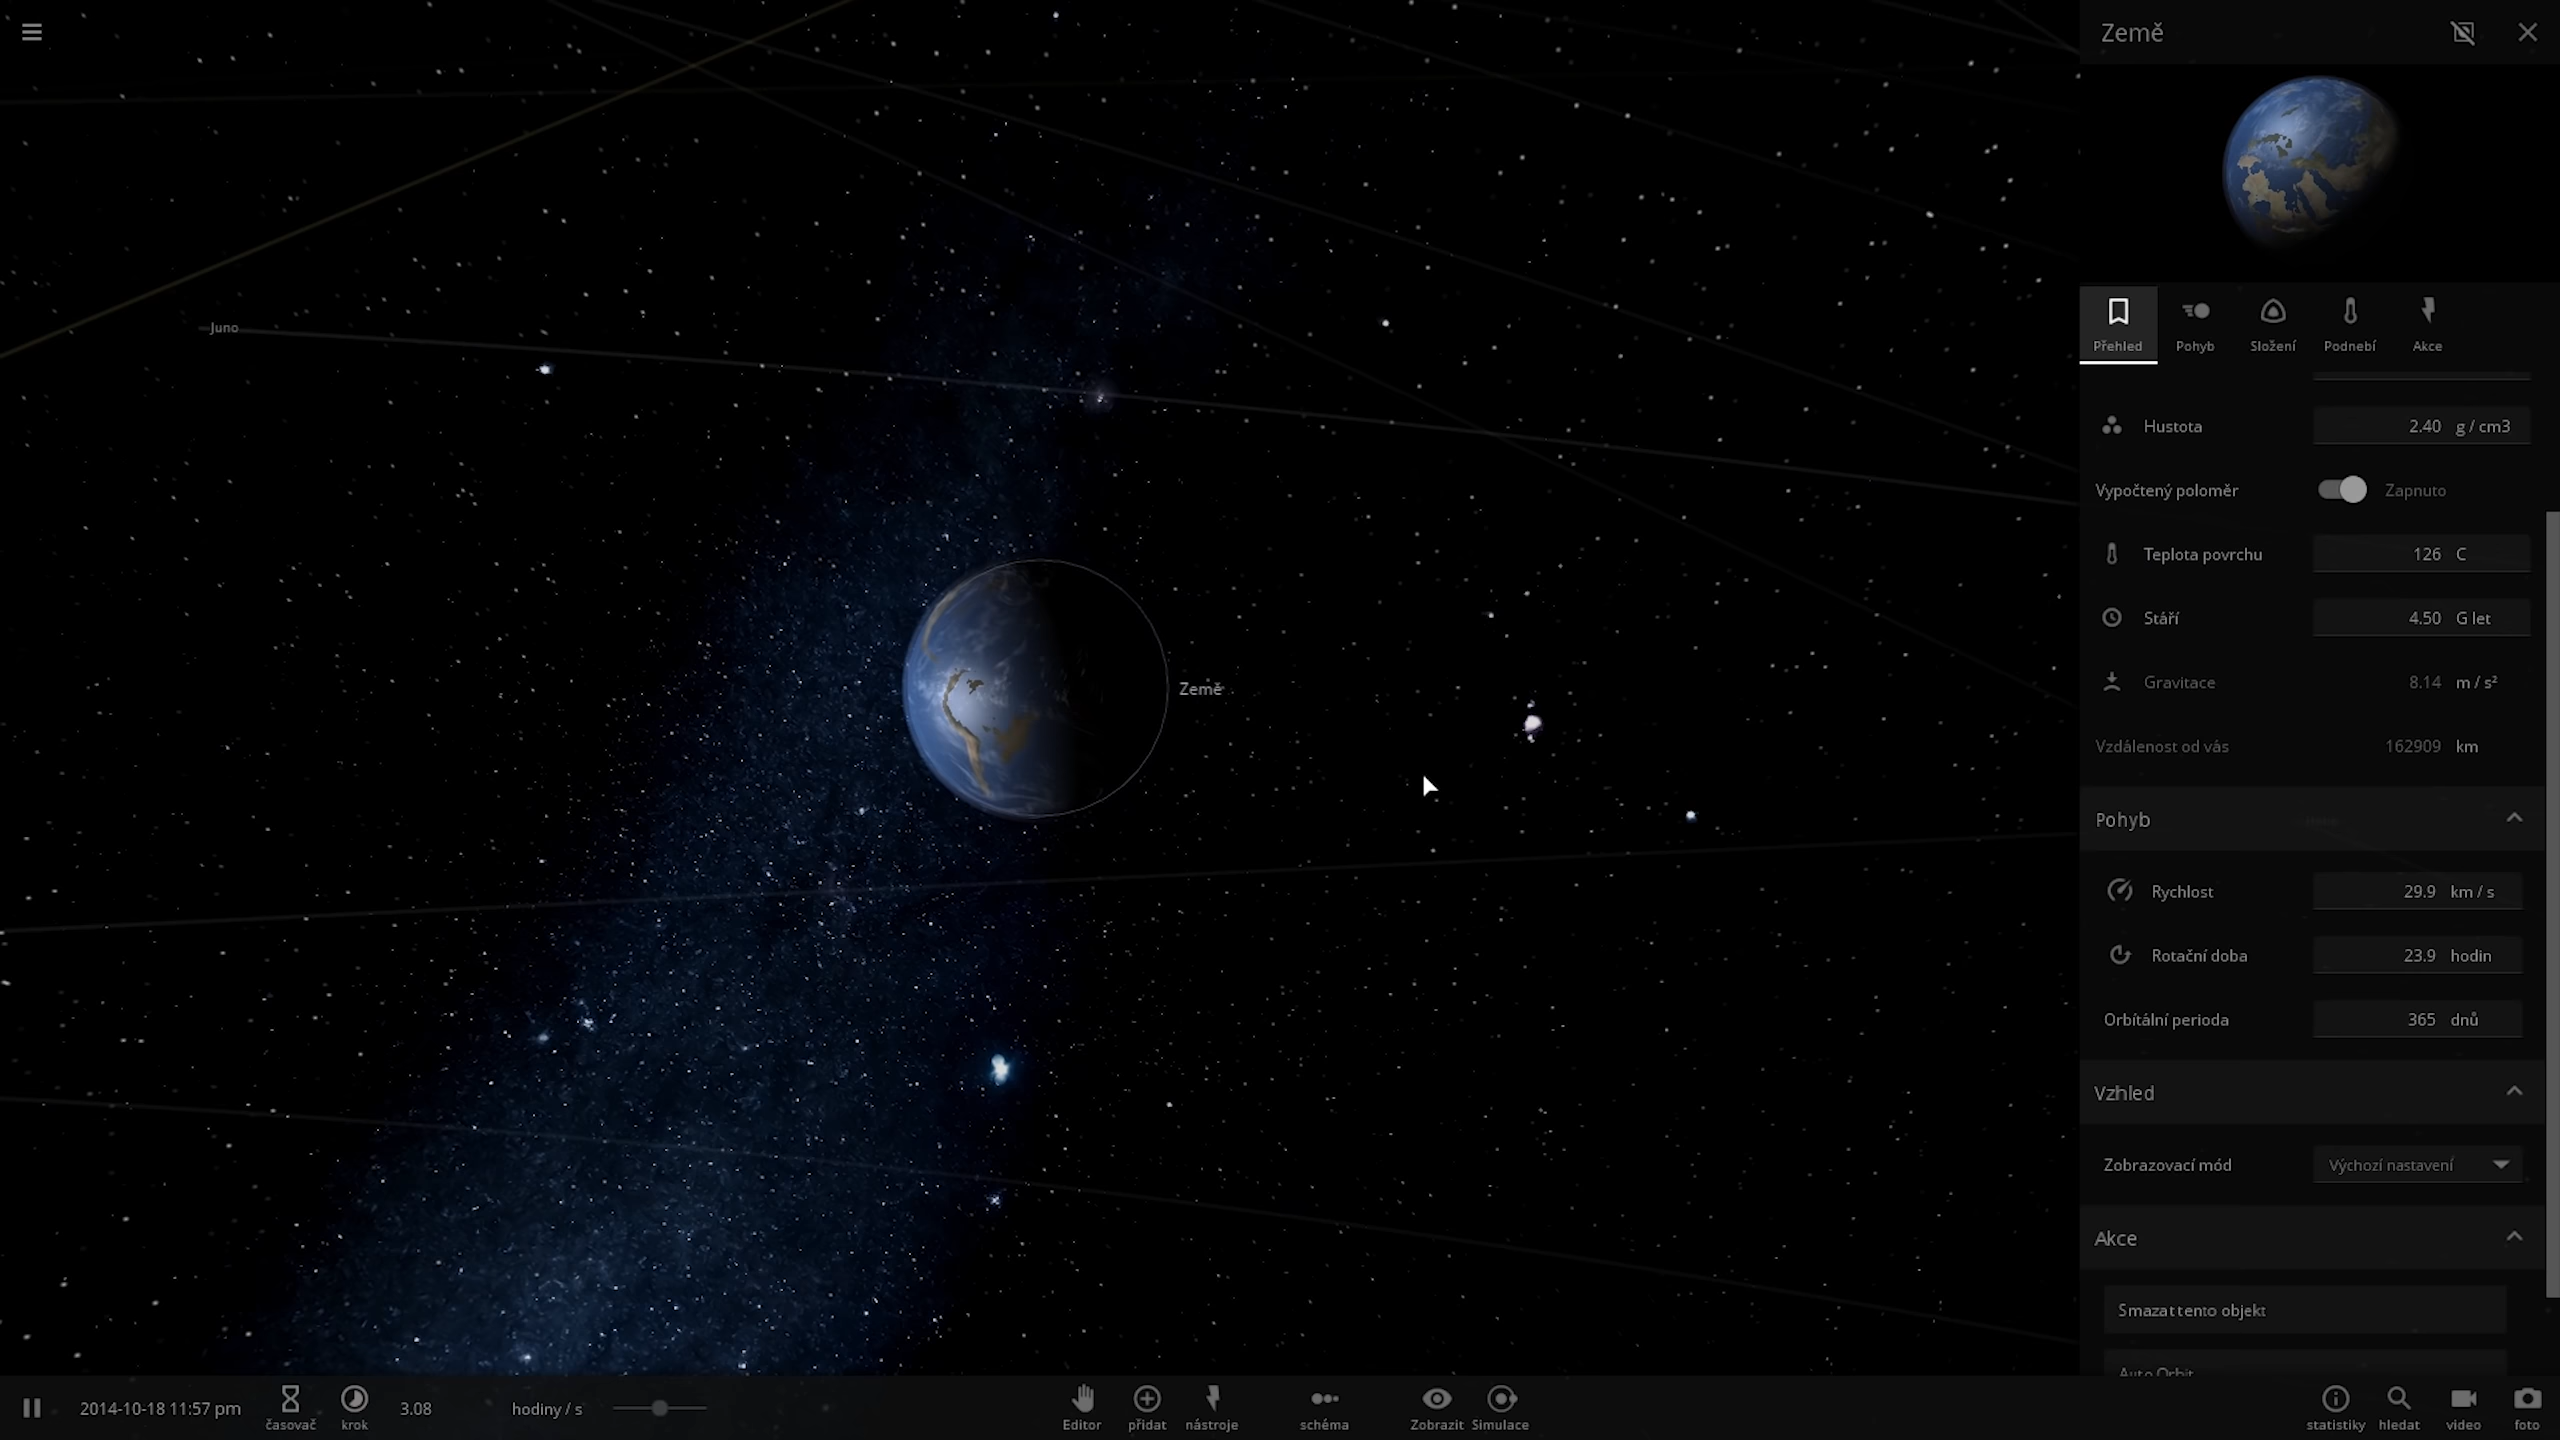 Země
Juno
Země
Přehled
Pohyb
Složení
Podnebí
Akce
Hustota 2.40 g / cm3
Vypočtený poloměr Zapnuto
Teplota povrchu 126 C
Stáří 4.50 G let
Gravitace 8.14 m / s²
Vzdálenost od vás 162909 km
Pohyb
Rychlost 29.9 km / s
Rotační doba 23.9 hodin
Orbítální perioda 365 dnů
Vzhled
Zobrazovací mód Výchozí nastavení
Akce
Smazat tento objekt
Auto Orbit
2014-10-18 11:57 pm
časovač
krok
3.08 hodiny / s
Editor
přidat
nástroje
schéma
Zobrazit
Simulace
statistiky
hledat
video
foto